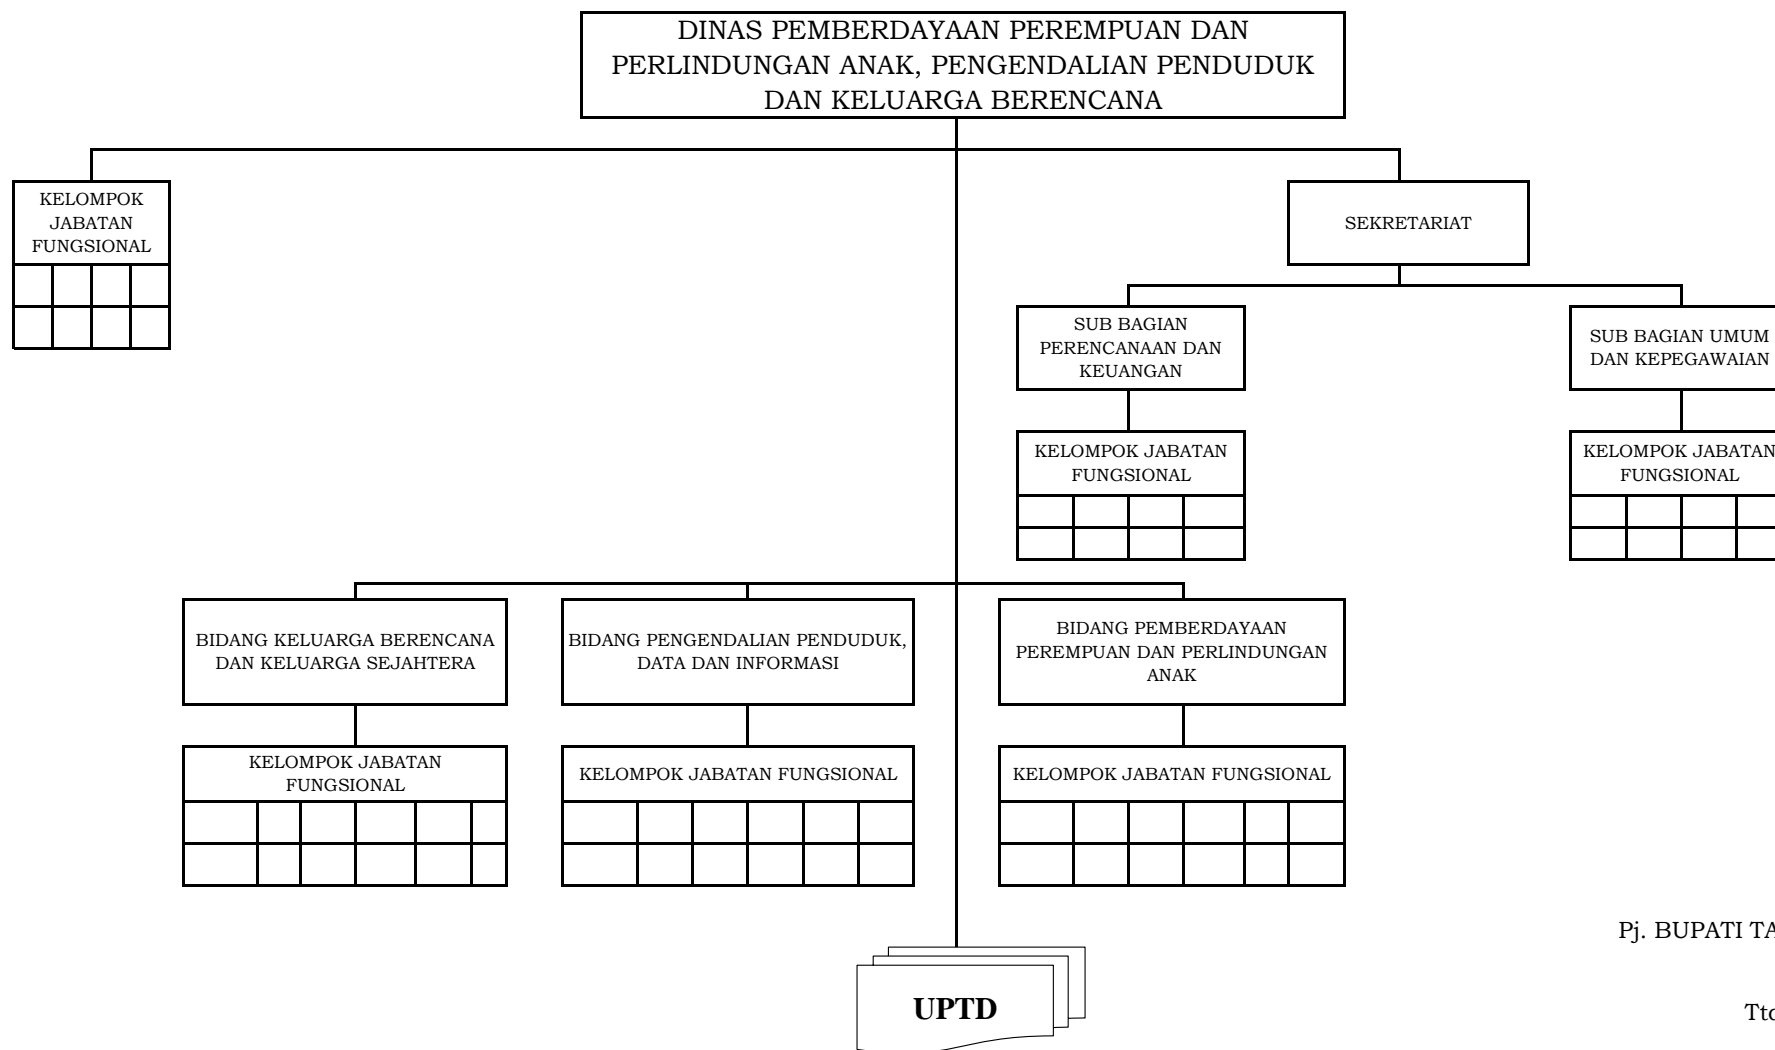 DINAS PEMBERDAYAAN PEREMPUAN DAN
PERLINDUNGAN ANAK, PENGENDALIAN PENDUDUK
DAN KELUARGA BERENCANA
KELOMPOK
JABATAN
FUNGSIONAL
SEKRETARIAT
SUB BAGIAN
PERENCANAAN DAN
KEUANGAN
SUB BAGIAN UMUM
DAN KEPEGAWAIAN
KELOMPOK JABATAN
FUNGSIONAL
KELOMPOK JABATAN
FUNGSIONAL
BIDANG KELUARGA BERENCANA
DAN KELUARGA SEJAHTERA
BIDANG PENGENDALIAN PENDUDUK,
DATA DAN INFORMASI
BIDANG PEMBERDAYAAN
PEREMPUAN DAN PERLINDUNGAN
ANAK
KELOMPOK JABATAN
FUNGSIONAL
KELOMPOK JABATAN FUNGSIONAL
KELOMPOK JABATAN FUNGSIONAL
Pj. BUPATI TA
UPTD